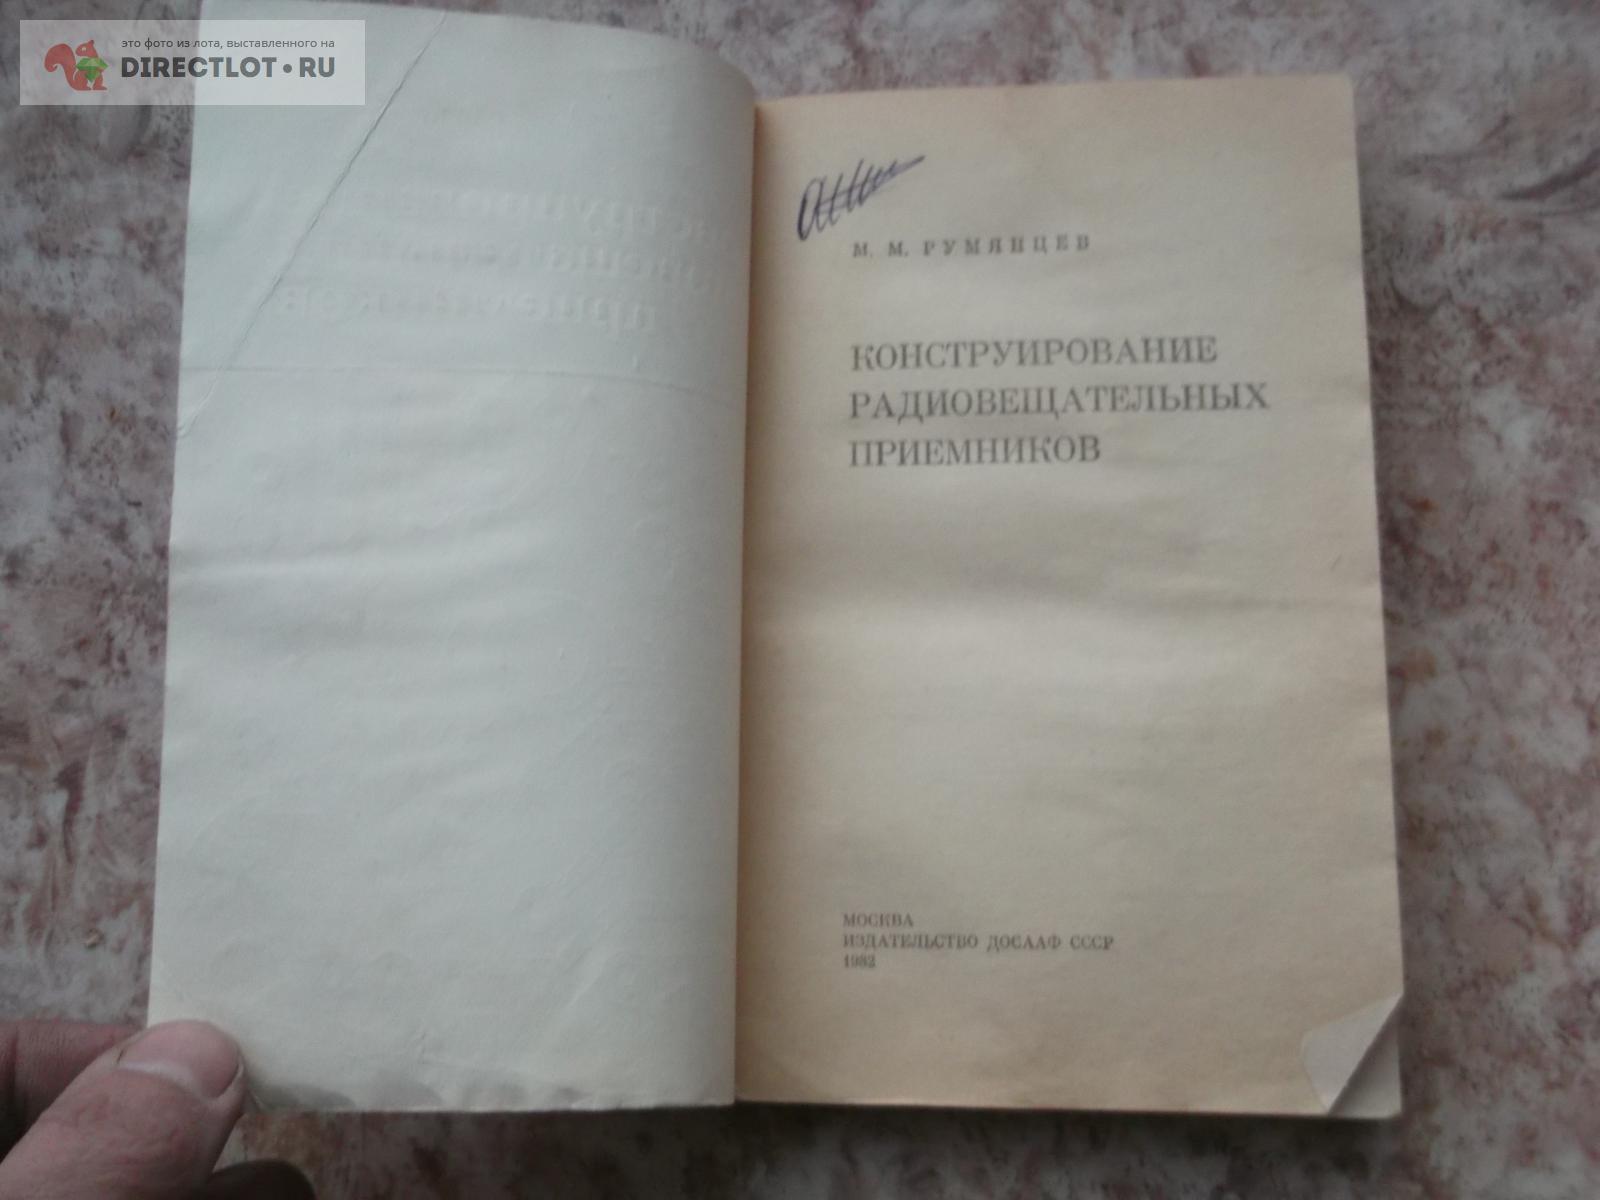 это фото из лота, выставленного на
DIRECTLOT•RU
М. М. РУМЯНЦЕВ
КОНСТРУИРОВАНИЕ
РАДИОВЕЩАТЕЛЬНЫХ
ПРИЕМНИКОВ
МОСКВА
ИЗДАТЕЛЬСТВО ДОСААФ СССР
1982